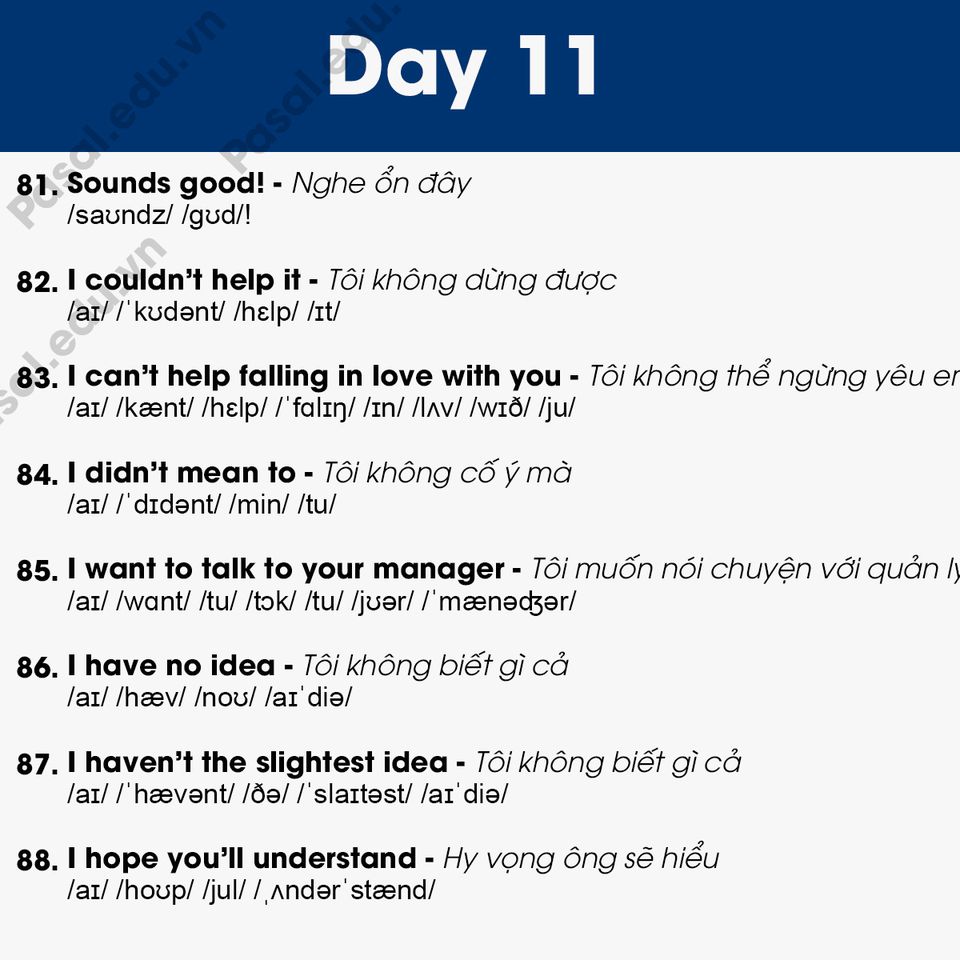 Day 11
Pasal.edu.vn
Pasal.edu.vn
81. Sounds good! - Nghe ổn đây
/saʊndz/ /gʊd/!
82. I couldn’t help it - Tôi không dừng được
/aɪ/ /ˈkʊdənt/ /hɛlp/ /ɪt/
83. I can’t help falling in love with you - Tôi không thể ngừng yêu
/aɪ/ /kænt/ /hɛlp/ /ˈfɑlɪŋ/ /ɪn/ /lʌv/ /wɪð/ /ju/
84. I didn’t mean to - Tôi không cố ý mà
/aɪ/ /ˈdɪdənt/ /min/ /tu/
85. I want to talk to your manager - Tôi muốn nói chuyện với quản lý
/aɪ/ /wɑnt/ /tu/ /tɔk/ /tu/ /jʊər/ /ˈmænəʤər/
86. I have no idea - Tôi không biết gì cả
/aɪ/ /hæv/ /noʊ/ /aɪˈdiə/
87. I haven’t the slightest idea - Tôi không biết gì cả
/aɪ/ /ˈhævənt/ /ðə/ /ˈslaɪtəst/ /aɪˈdiə/
88. I hope you’ll understand - Hy vọng ông sẽ hiểu
/aɪ/ /hoʊp/ /jul/ /ˌʌndərˈstænd/